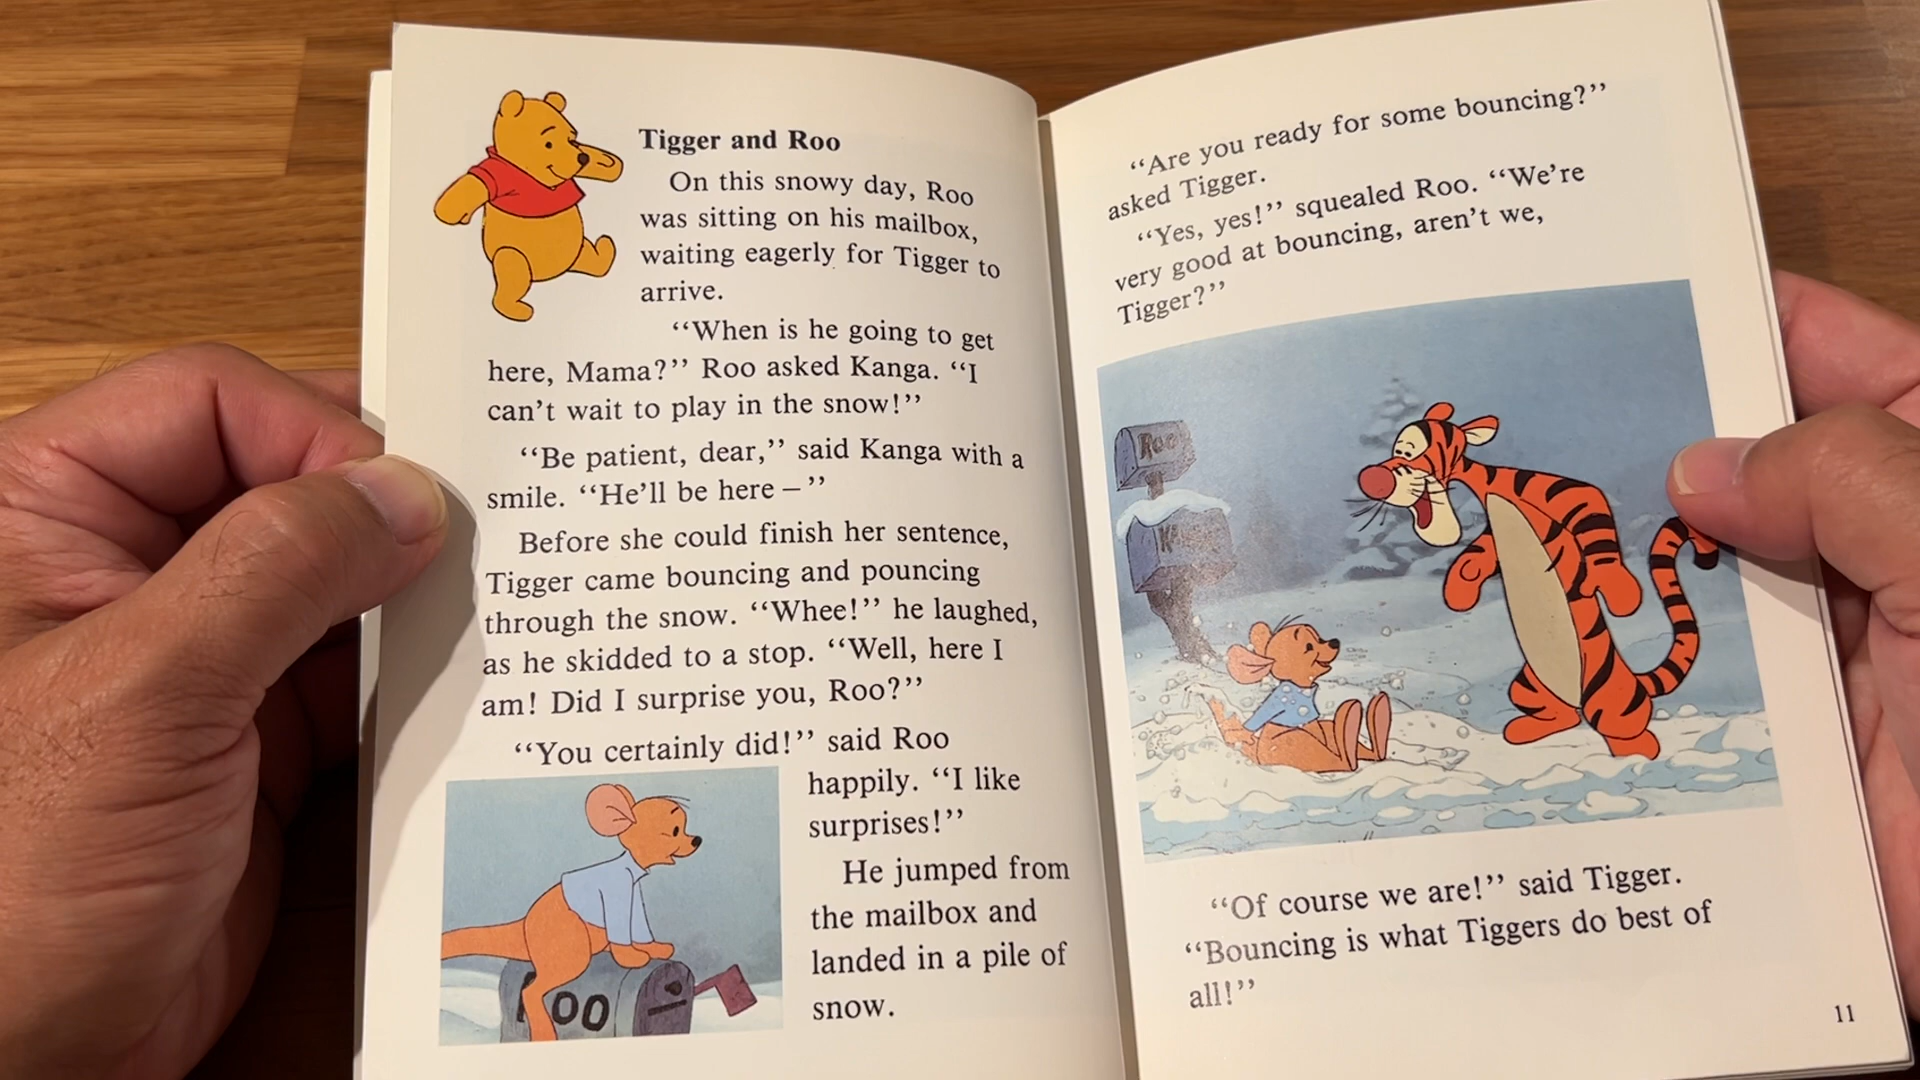 Tigger and Roo
On this snowy day, Roo
was sitting on his mailbox,
waiting eagerly for Tigger to
arrive.
‘‘When is he going to get
here, Mama?’’ Roo asked Kanga. ‘‘I
can’t wait to play in the snow!’’
‘‘Be patient, dear,’’ said Kanga with a
smile. ‘‘He’ll be here – ’’
Before she could finish her sentence,
Tigger came bouncing and pouncing
through the snow. ‘‘Whee!’’ he laughed,
as he skidded to a stop. ‘‘Well, here I
am! Did I surprise you, Roo?’’
‘‘You certainly did!’’ said Roo
happily. ‘‘I like
surprises!’’
He jumped from
the mailbox and
landed in a pile of
snow.
OO
‘‘Are you ready for some bouncing?’’
asked Tigger.
‘‘Yes, yes!’’ squealed Roo. ‘‘We’re
very good at bouncing, aren’t we,
Tigger?’’
Roo
‘‘Of course we are!’’ said Tigger.
‘‘Bouncing is what Tiggers do best of
all!’’
11